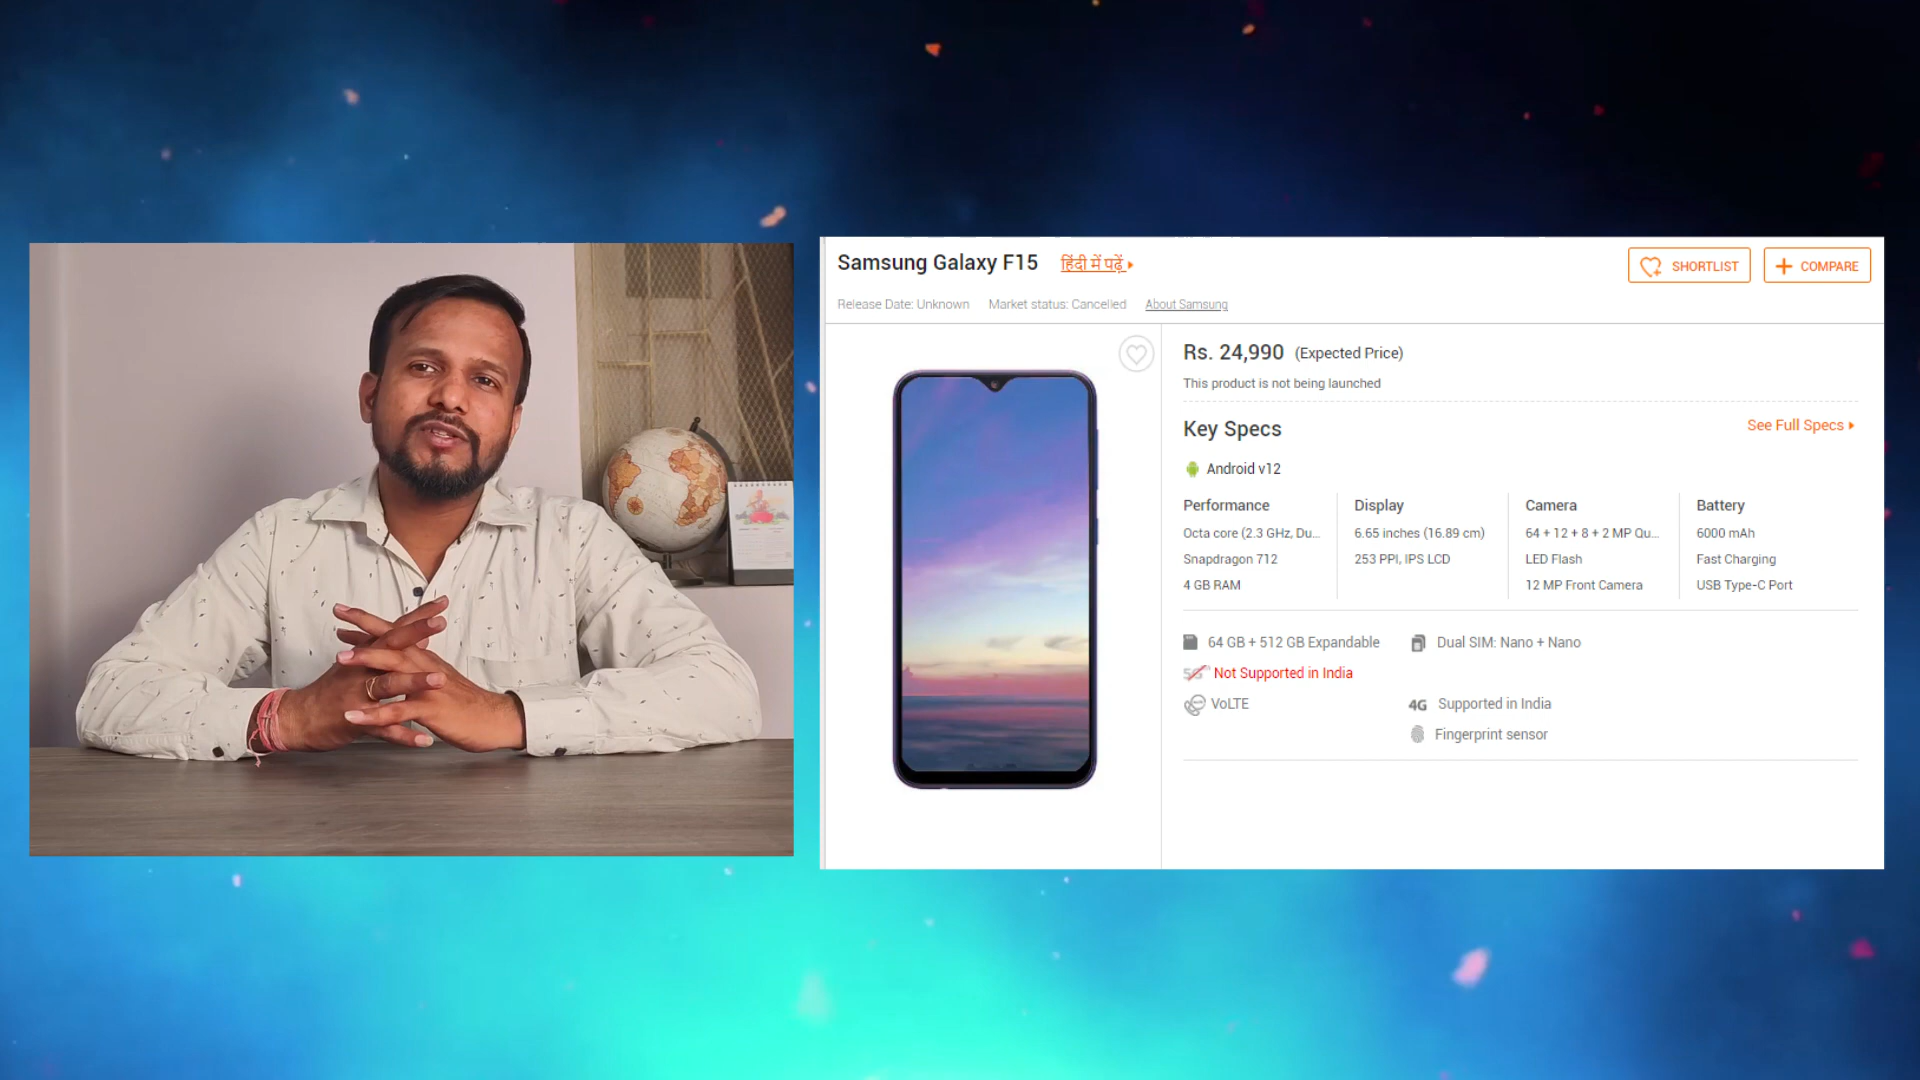 Samsung Galaxy F15 हिंदी में पढ़ें
SHORTLIST
COMPARE
Release Date: Unknown Market status: Cancelled About Samsung
Rs. 24,990 (Expected Price)
This product is not being launched
Key Specs
See Full Specs
Android v12
Performance
Octa core (2.3 GHz, Du...
Snapdragon 712
4 GB RAM
Display
6.65 inches (16.89 cm)
253 PPI, IPS LCD
Camera
64 + 12 + 8 + 2 MP Qu...
LED Flash
12 MP Front Camera
Battery
6000 mAh
Fast Charging
USB Type-C Port
64 GB + 512 GB Expandable
Dual SIM: Nano + Nano
5G Not Supported in India
VoLTE
4G Supported in India
Fingerprint sensor